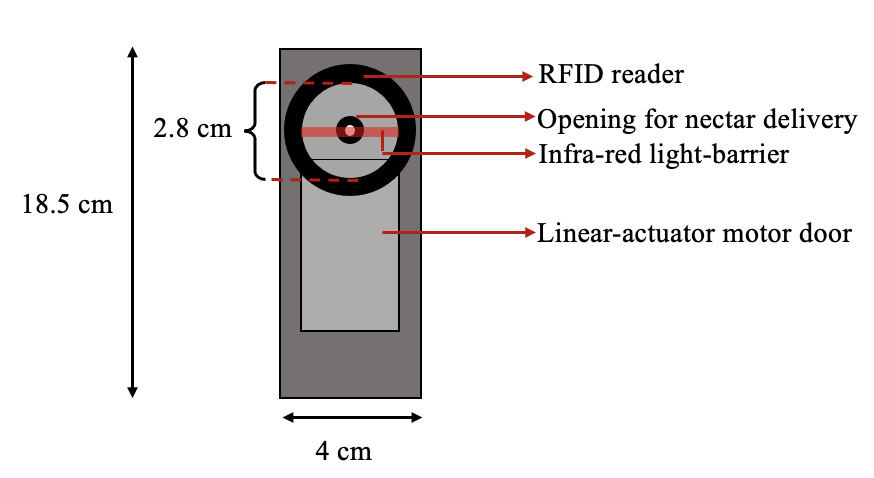 RFID reader
Opening for nectar delivery
2.8 cm
Infra-red light-barrier
18.5 cm
Linear-actuator motor door
4 cm